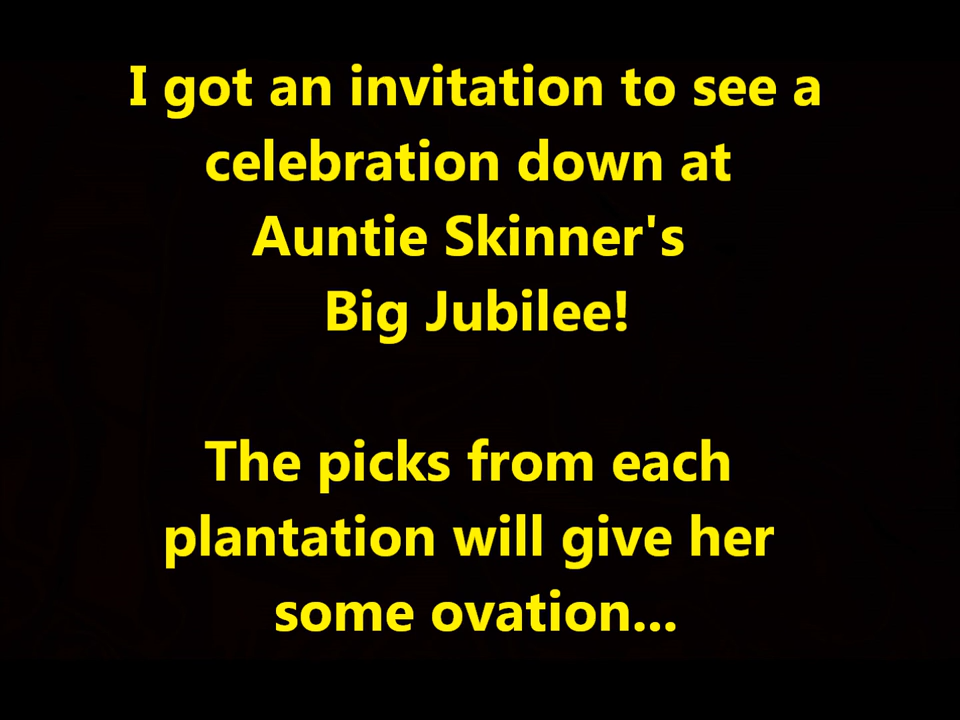 I got an invitation to see a
celebration down at
Auntie Skinner's
Big Jubilee!
The picks from each
plantation will give her
some ovation...